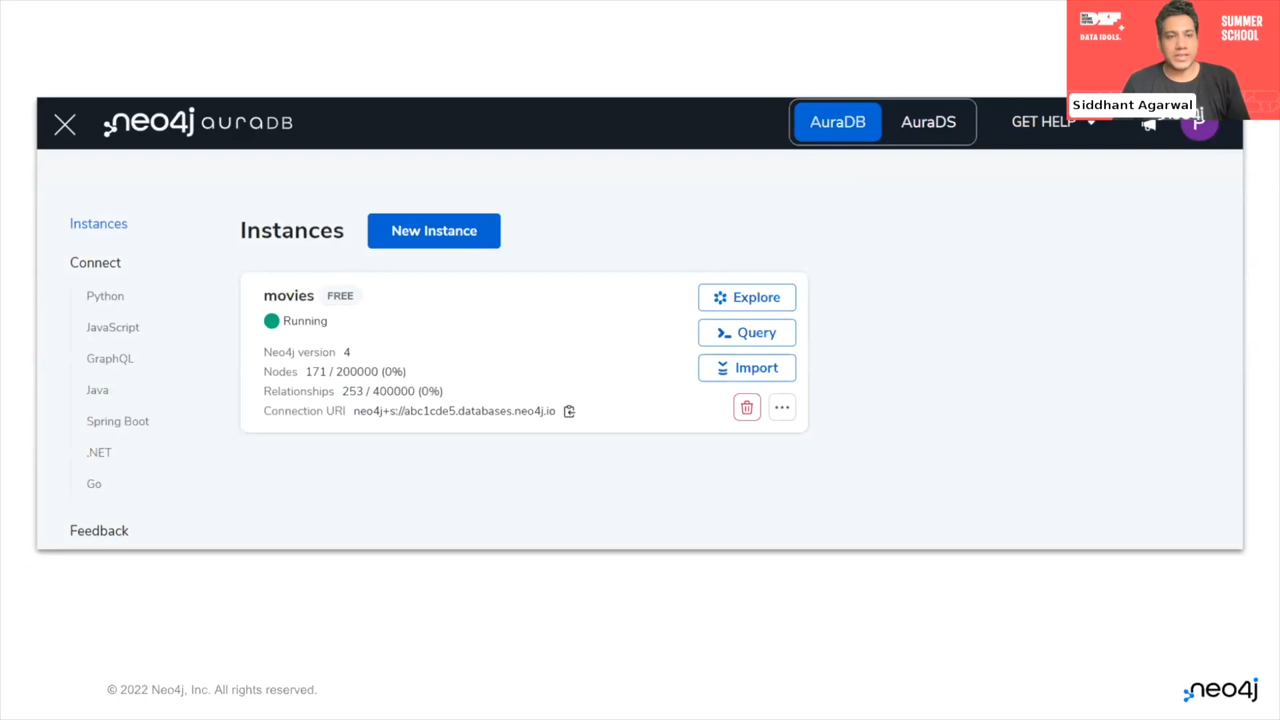 DATA IDOLS.
SUMMER
SCHOOL
Siddhant Agarwal
neo4j auraDB
AuraDB
AuraDS
GET HELP
P
Instances
Connect
Python
JavaScript
GraphQL
Java
Spring Boot
.NET
Go
Feedback
Instances
New Instance
movies FREE
Running
Neo4j version 4
Nodes 171 / 200000 (0%)
Relationships 253 / 400000 (0%)
Connection URI neo4j+s://abc1cde5.databases.neo4j.io
Explore
Query
Import
© 2022 Neo4j, Inc. All rights reserved.
neo4j